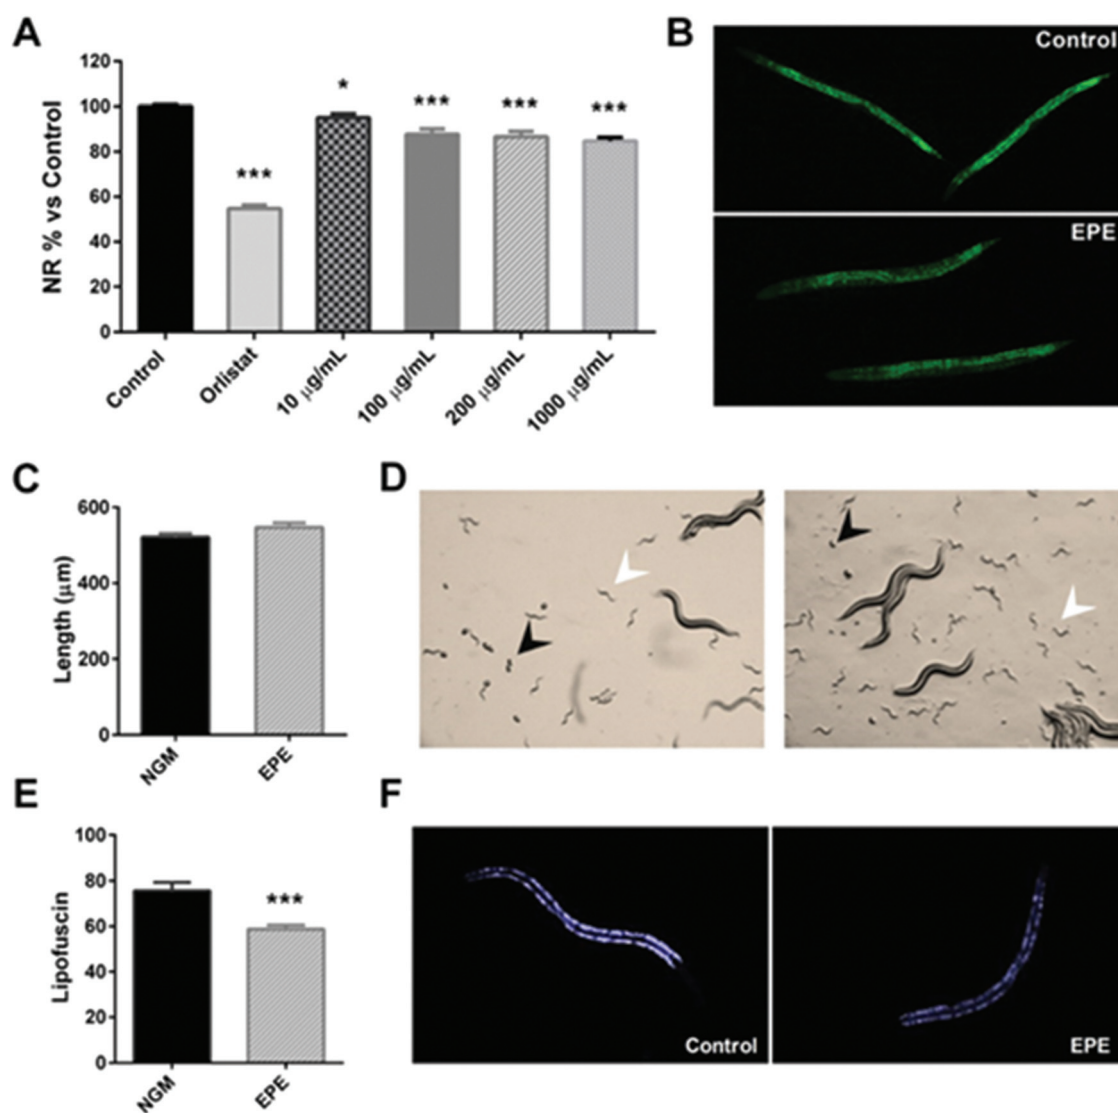 A
NR % vs Control
120
100
80
60
40
20
0
***
*
***
***
***
Control
Orlistat
10 μg/mL
100 μg/mL
200 μg/mL
1000 μg/mL
B
Control
EPE
C
Length (μm)
600
400
200
0
NGM
EPE
D
E
Lipofuscin
100
80
60
40
20
0
***
NGM
EPE
F
Control
EPE